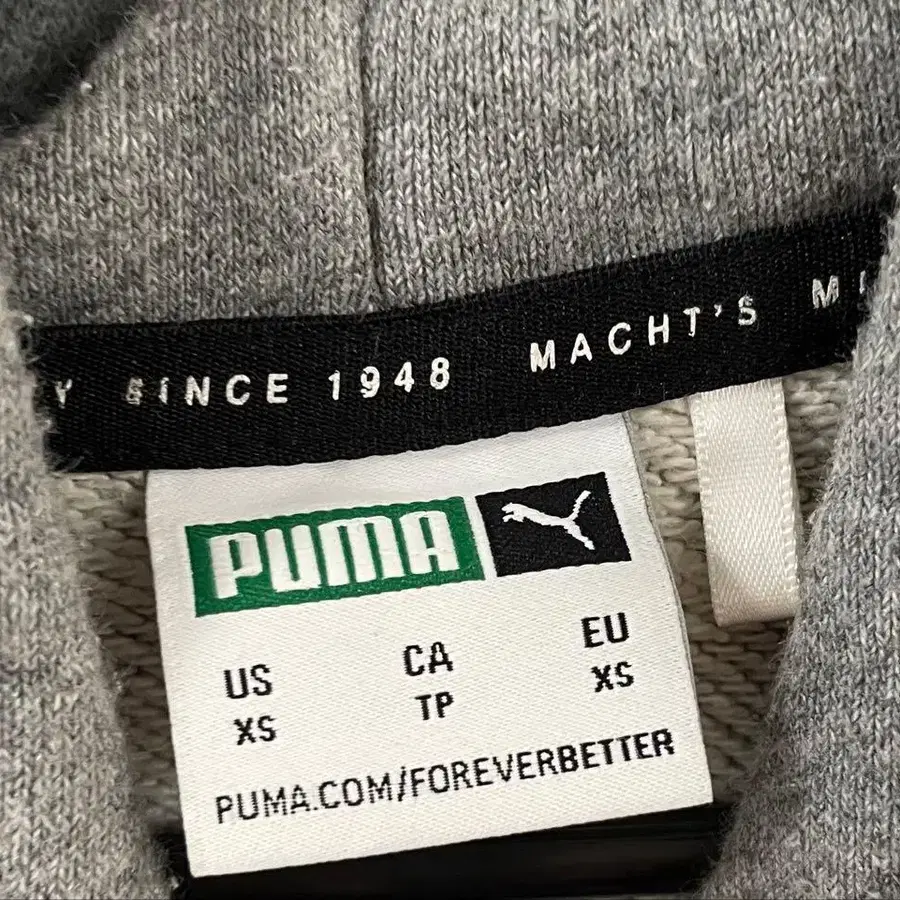 SINCE 1948 MACHT'S
PUMA
US CA EU
XS TP XS
PUMA.COM/FOREVERBETTER